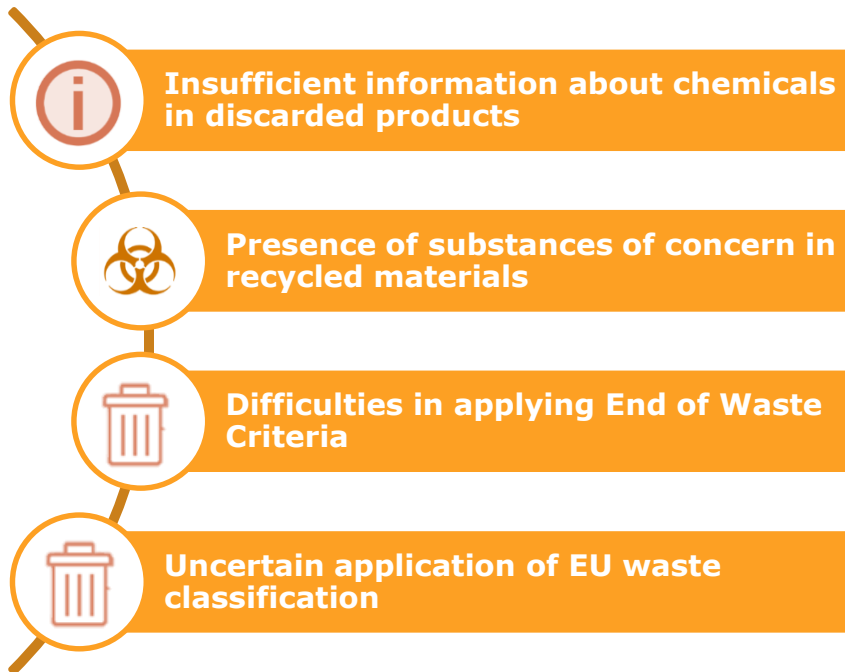 Insufficient information about chemicals
in discarded products
Presence of substances of concern in
recycled materials
Difficulties in applying End of Waste
Criteria
Uncertain application of EU waste
classification